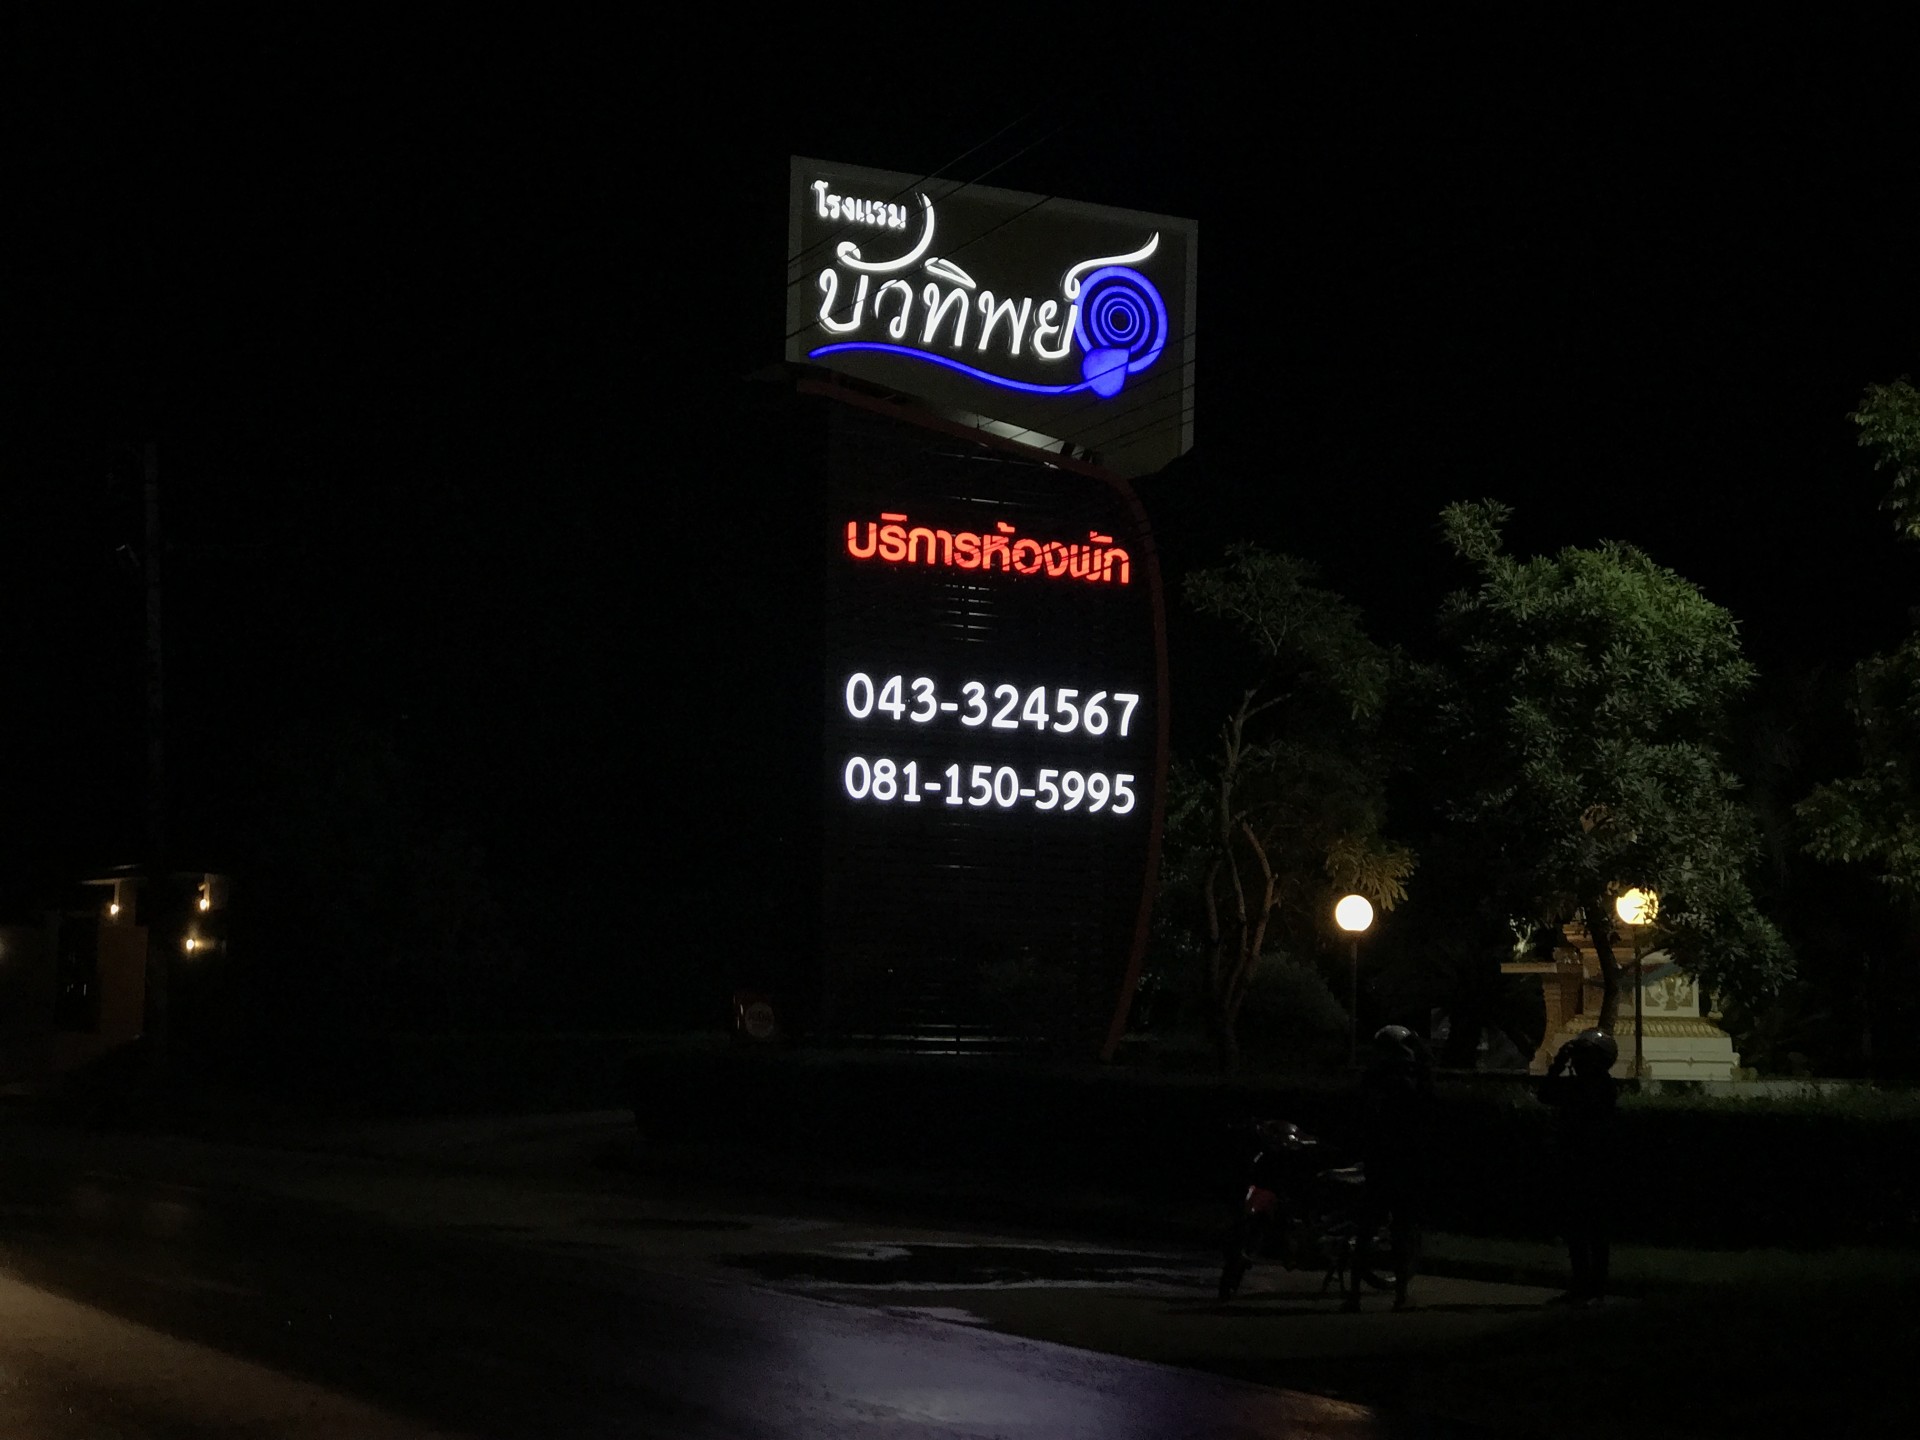 โรงแรม
บัวทิพย์
บริการห้องพัก
043-324567
081-150-5995